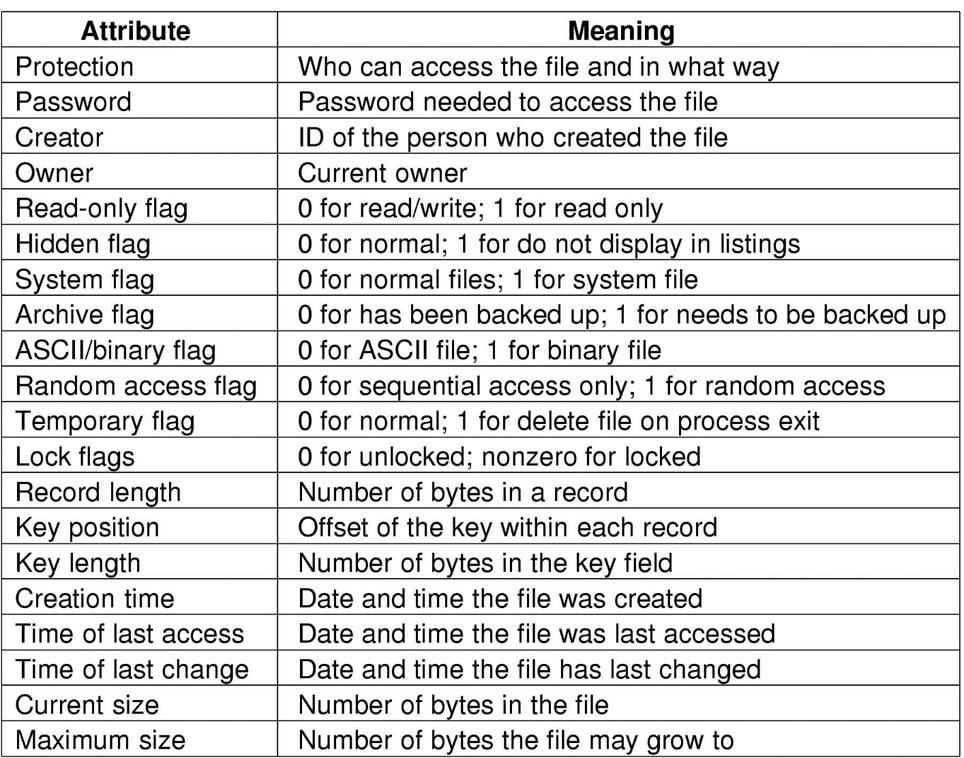 Attribute Meaning
Protection Who can access the file and in what way
Password Password needed to access the file
Creator ID of the person who created the file
Owner Current owner
Read-only flag 0 for read/write; 1 for read only
Hidden flag 0 for normal; 1 for do not display in listings
System flag 0 for normal files; 1 for system file
Archive flag 0 for has been backed up; 1 for needs to be backed up
ASCII/binary flag 0 for ASCII file; 1 for binary file
Random access flag 0 for sequential access only; 1 for random access
Temporary flag 0 for normal; 1 for delete file on process exit
Lock flags 0 for unlocked; nonzero for locked
Record length Number of bytes in a record
Key position Offset of the key within each record
Key length Number of bytes in the key field
Creation time Date and time the file was created
Time of last access Date and time the file was last accessed
Time of last change Date and time the file has last changed
Current size Number of bytes in the file
Maximum size Number of bytes the file may grow to